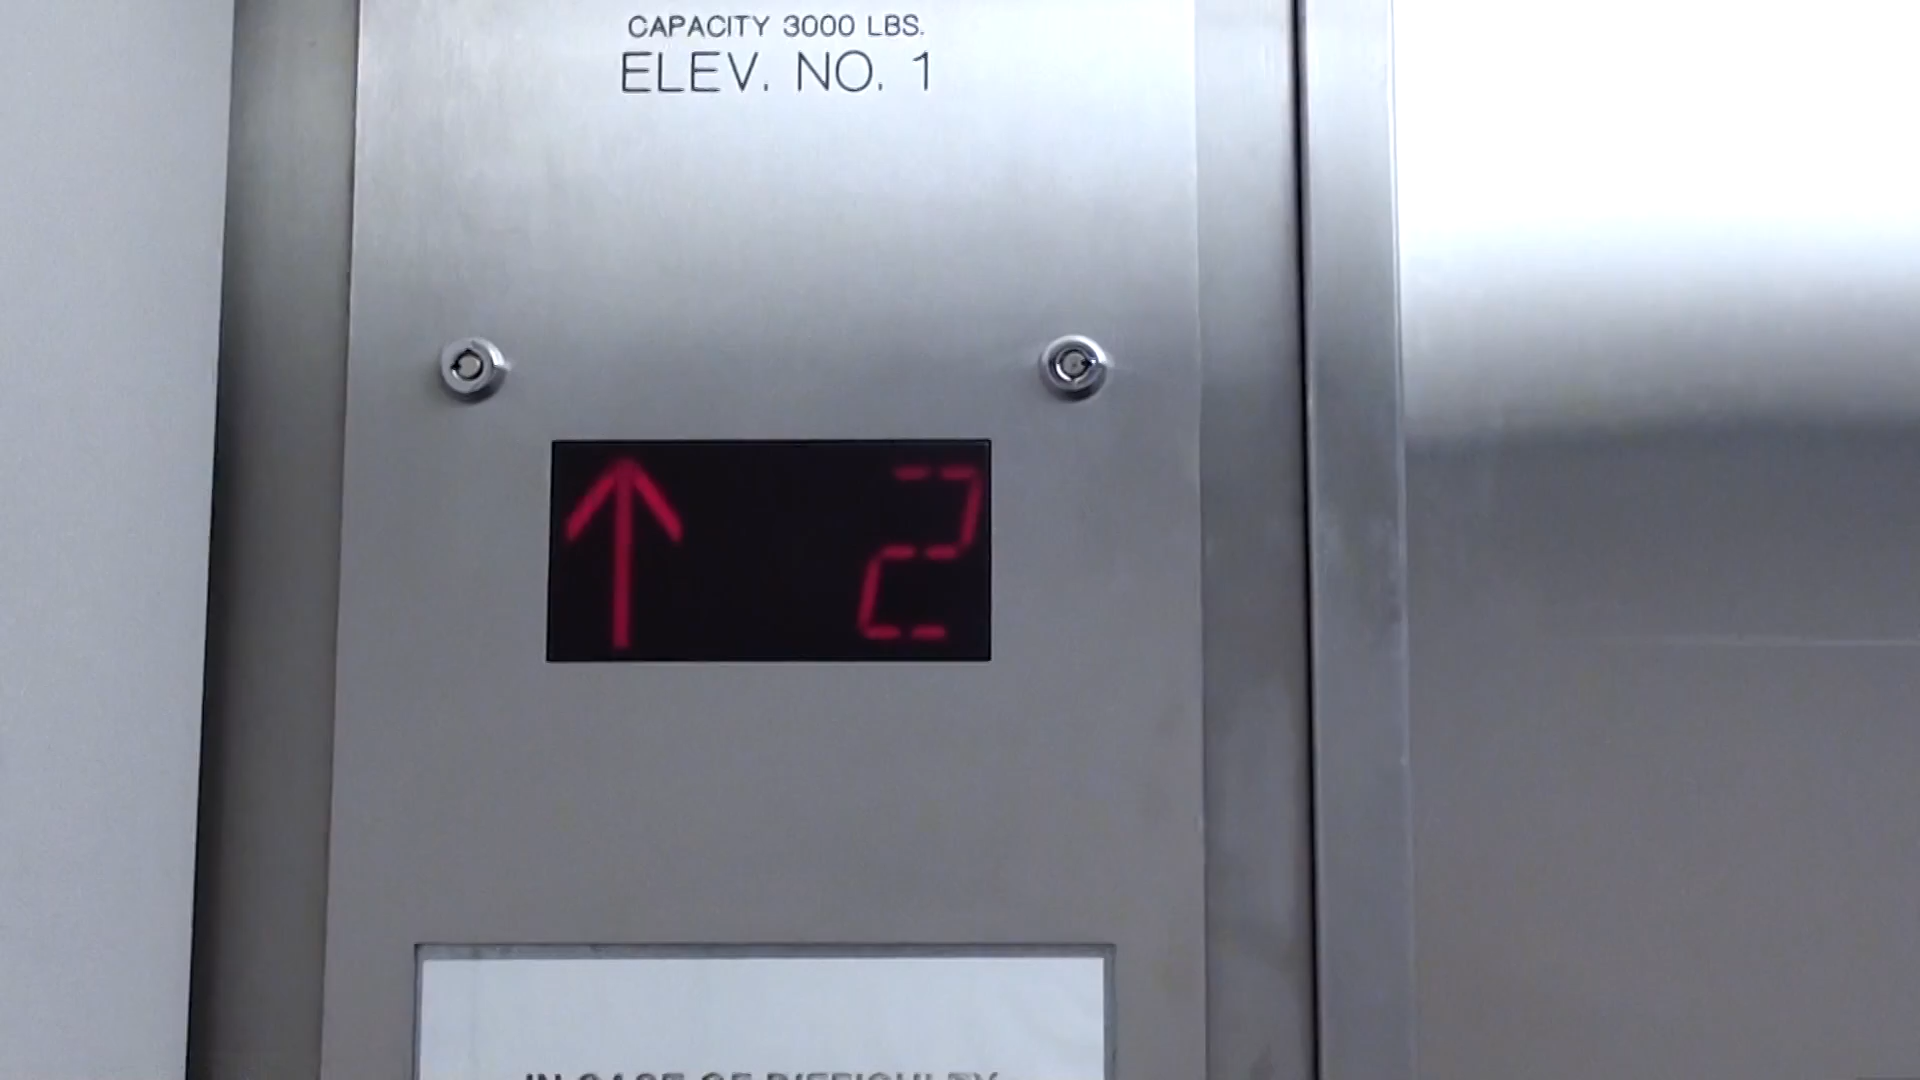 CAPACITY 3000 LBS.
ELEV. NO. 1
↑ 2
IN CASE OF DIFFICULTY